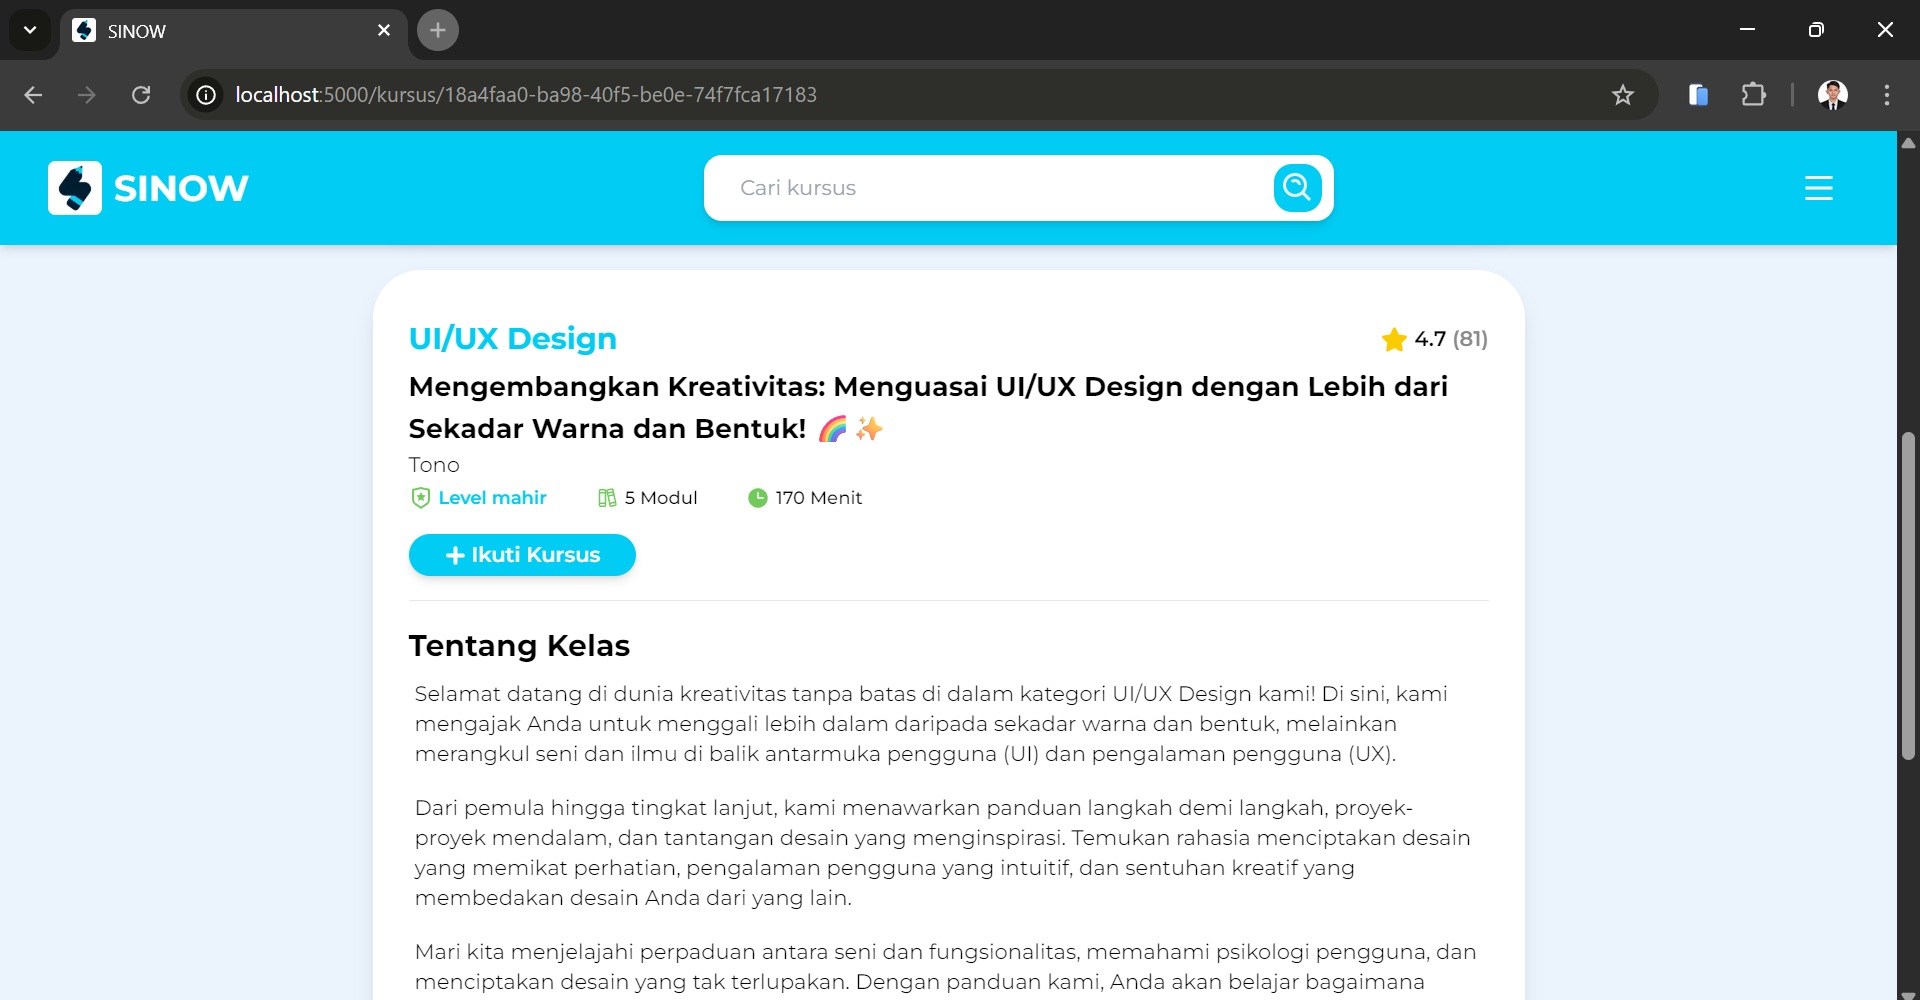 SINOW
localhost:5000/kursus/18a4faa0-ba98-40f5-be0e-74f7fca17183
SINOW
Cari kursus
UI/UX Design
4.7 (81)
Mengembangkan Kreativitas: Menguasai UI/UX Design dengan Lebih dari
Sekadar Warna dan Bentuk! 🌈 ✨
Tono
Level mahir
5 Modul
170 Menit
Ikuti Kursus
Tentang Kelas
Selamat datang di dunia kreativitas tanpa batas di dalam kategori UI/UX Design kami! Di sini, kami
mengajak Anda untuk menggali lebih dalam daripada sekadar warna dan bentuk, melainkan
merangkul seni dan ilmu di balik antarmuka pengguna (UI) dan pengalaman pengguna (UX).
Dari pemula hingga tingkat lanjut, kami menawarkan panduan langkah demi langkah, proyek-
proyek mendalam, dan tantangan desain yang menginspirasi. Temukan rahasia menciptakan desain
yang memikat perhatian, pengalaman pengguna yang intuitif, dan sentuhan kreatif yang
membedakan desain Anda dari yang lain.
Mari kita menjelajahi perpaduan antara seni dan fungsionalitas, memahami psikologi pengguna, dan
menciptakan desain yang tak terlupakan. Dengan panduan kami, Anda akan belajar bagaimana